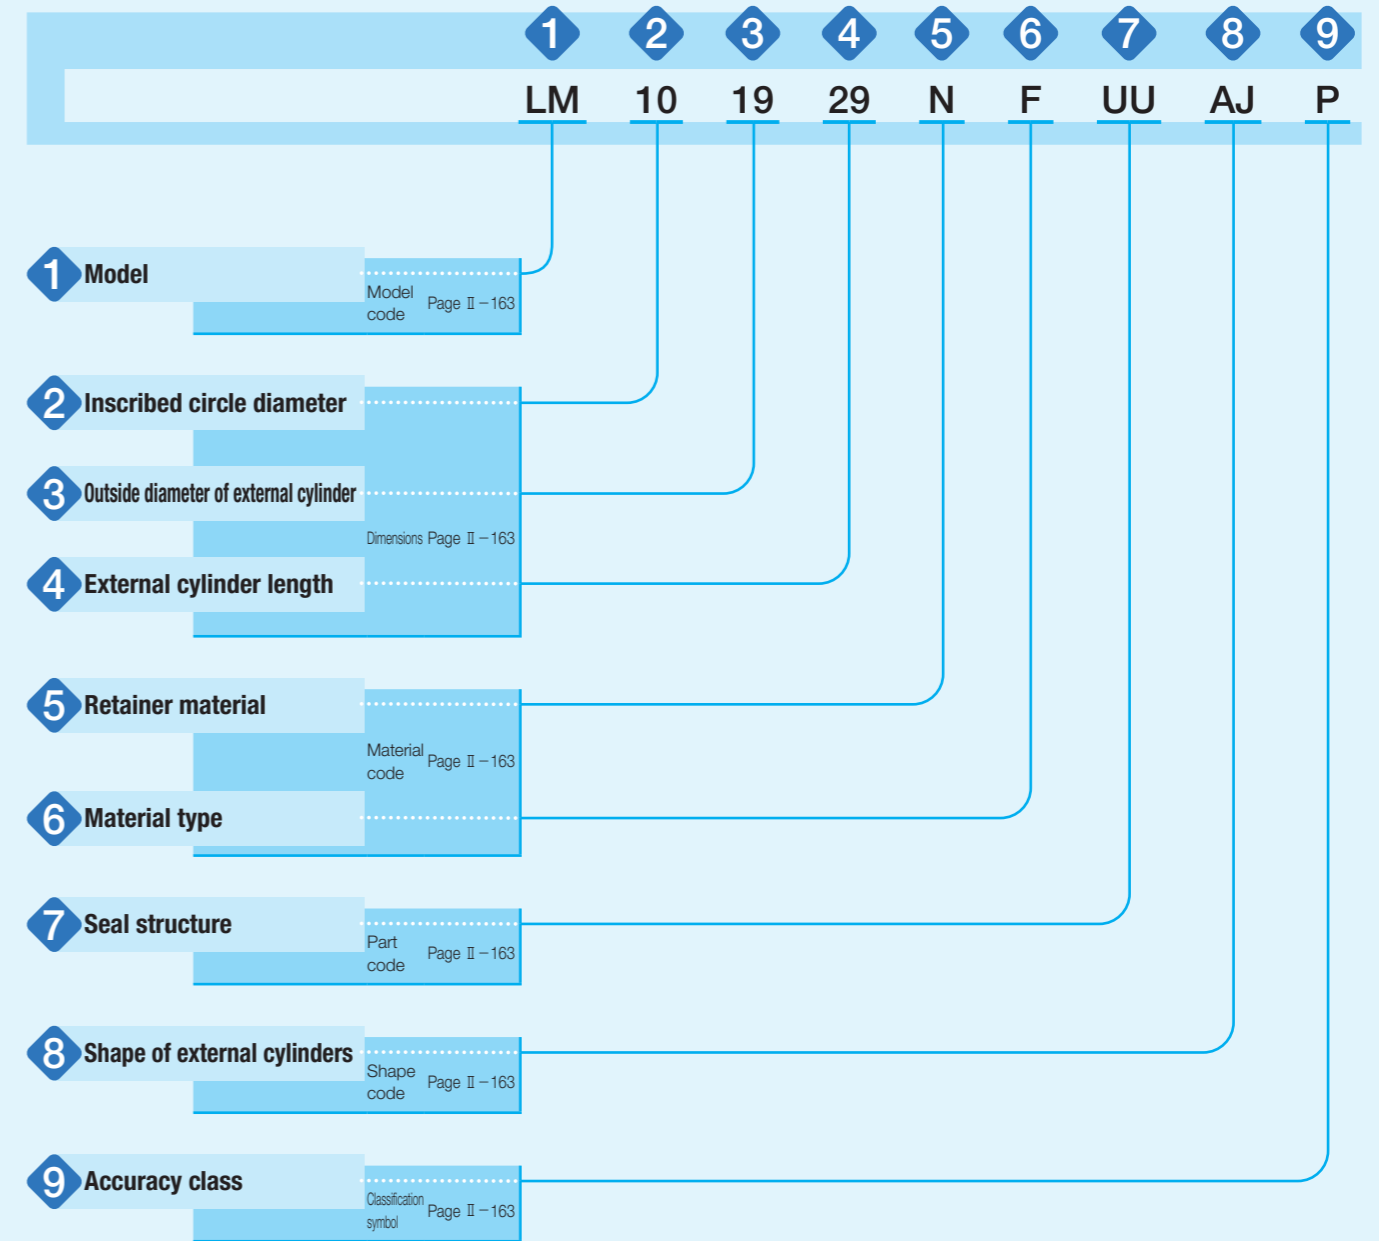 1 2 3 4 5 6 7 8 9
LM 10 19 29 N F UU AJ P
1 Model
Model
code
Page Ⅱ－163
2 Inscribed circle diameter
3 Outside diameter of external cylinder
Dimensions Page Ⅱ－163
4 External cylinder length
5 Retainer material
Material
code
Page Ⅱ－163
6 Material type
7 Seal structure
Part
code
Page Ⅱ－163
8 Shape of external cylinders
Shape
code
Page Ⅱ－163
9 Accuracy class
Classification
symbol
Page Ⅱ－163